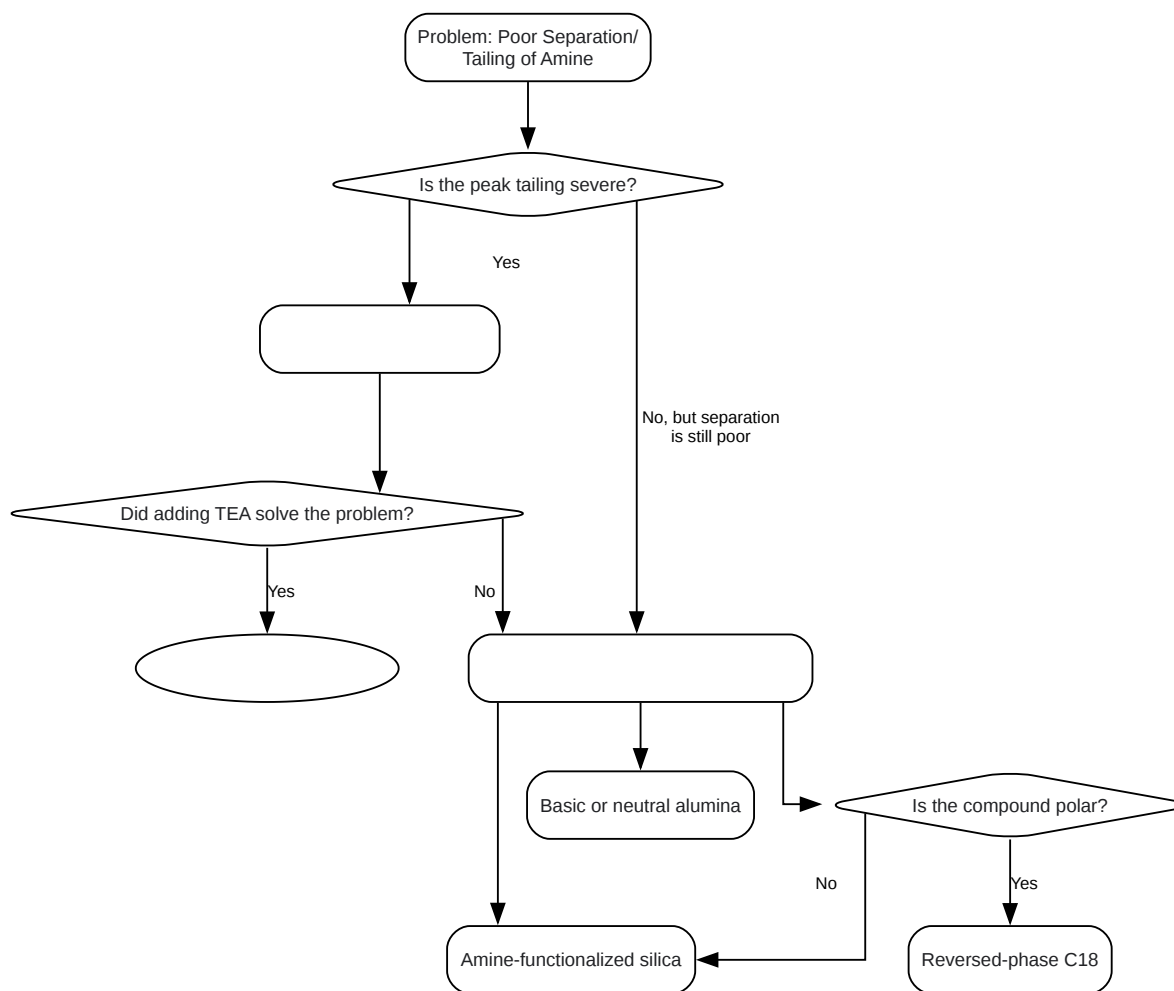 Problem: Poor Separation/
Tailing of Amine
Is the peak tailing severe?
Yes
No, but separation
is still poor
Did adding TEA solve the problem?
Yes
No
Basic or neutral alumina
Is the compound polar?
No
Yes
Amine-functionalized silica
Reversed-phase C18